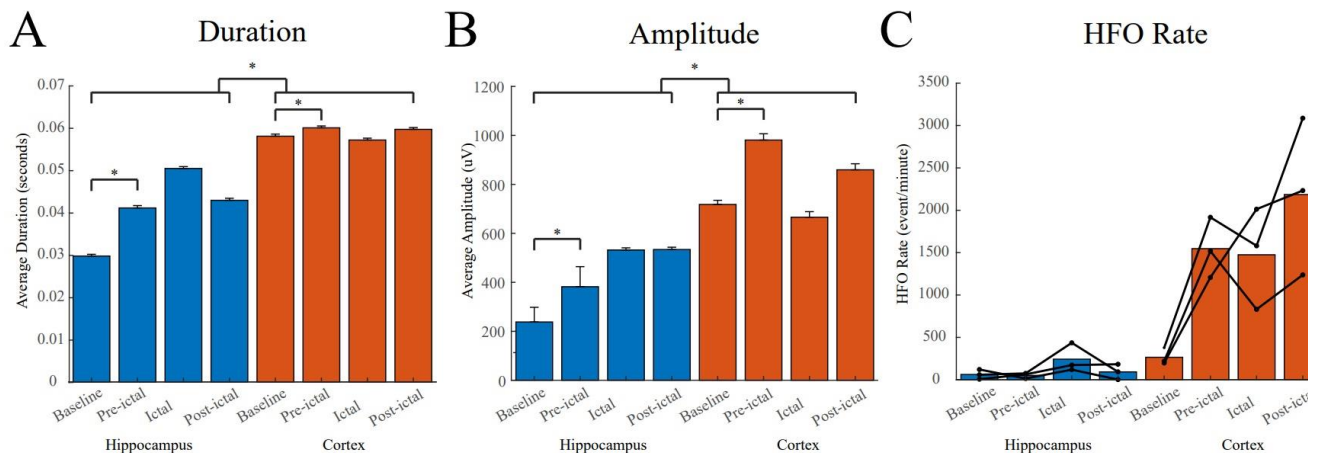 A
Duration
Average Duration (seconds)
0.07
0.06
0.05
0.04
0.03
0.02
0.01
0
*
*
*
Baseline
Pre-ictal
Ictal
Post-ictal
Baseline
Pre-ictal
Ictal
Post-ictal
Hippocampus
Cortex
B
Amplitude
Average Amplitude (uV)
1200
1000
800
600
400
200
0
*
*
*
Baseline
Pre-ictal
Ictal
Post-ictal
Baseline
Pre-ictal
Ictal
Post-ictal
Hippocampus
Cortex
C
HFO Rate
HFO Rate (event/minute)
3500
3000
2500
2000
1500
1000
500
0
Baseline
Pre-ictal
Ictal
Post-ictal
Baseline
Pre-ictal
Ictal
Post-icta
Hippocampus
Cortex